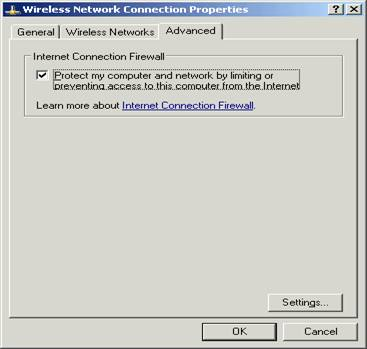 Wireless Network Connection Properties
General Wireless Networks Advanced
Internet Connection Firewall
Protect my computer and network by limiting or
preventing access to this computer from the Internet
Learn more about Internet Connection Firewall.
Settings...
OK Cancel